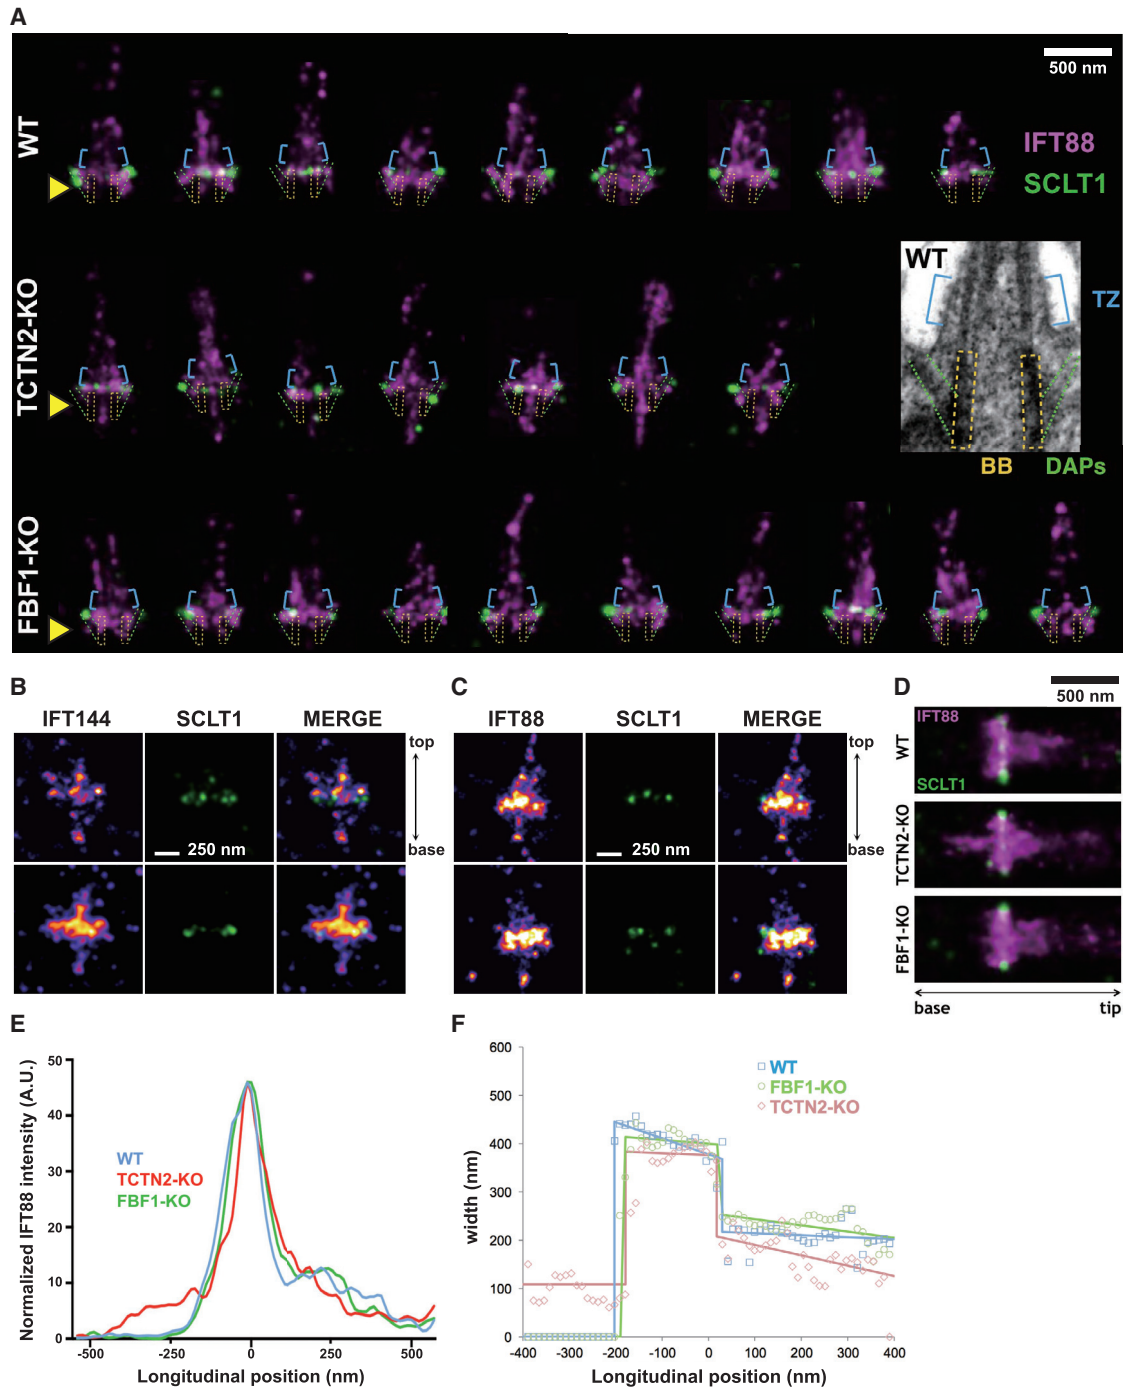 A
500 nm
WT
IFT88
SCLT1
TCTN2-KO
WT
TZ
BB
DAPs
FBF1-KO
B
IFT144
SCLT1
MERGE
top
base
250 nm
C
IFT88
SCLT1
MERGE
top
base
250 nm
D
500 nm
IFT88
SCLT1
WT
TCTN2-KO
FBF1-KO
base
tip
E
Normalized IFT88 intensity (A.U.)
50
40
30
20
10
0
WT
TCTN2-KO
FBF1-KO
-500
-250
0
250
500
Longitudinal position (nm)
F
width (nm)
600
500
400
300
200
100
0
WT
FBF1-KO
TCTN2-KO
-400
-300
-200
-100
0
100
200
300
400
Longitudinal position (nm)